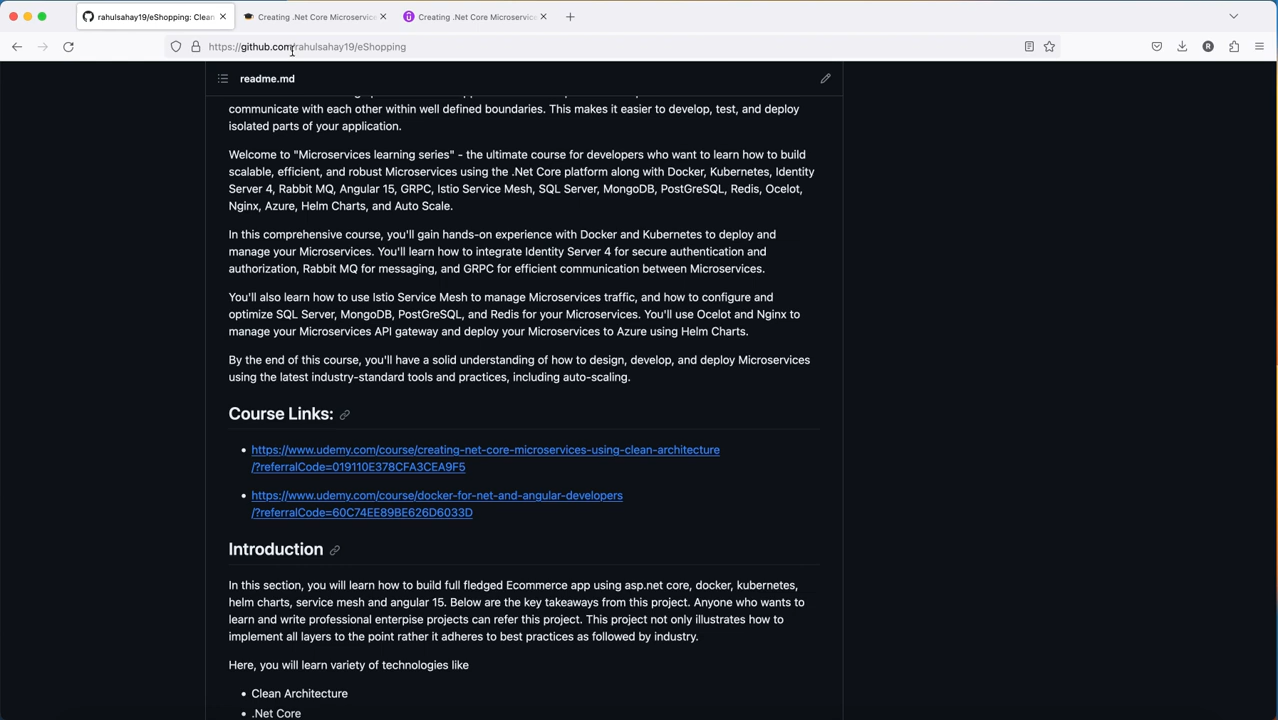 rahulsahay19/eShopping: Clean
Creating .Net Core Microservice
Creating .Net Core Microservice
https://github.com/rahulsahay19/eShopping
R
readme.md
communicate with each other within well defined boundaries. This makes it easier to develop, test, and deploy
isolated parts of your application.
Welcome to "Microservices learning series" - the ultimate course for developers who want to learn how to build
scalable, efficient, and robust Microservices using the .Net Core platform along with Docker, Kubernetes, Identity
Server 4, Rabbit MQ, Angular 15, GRPC, Istio Service Mesh, SQL Server, MongoDB, PostGreSQL, Redis, Ocelot,
Nginx, Azure, Helm Charts, and Auto Scale.
In this comprehensive course, you'll gain hands-on experience with Docker and Kubernetes to deploy and
manage your Microservices. You'll learn how to integrate Identity Server 4 for secure authentication and
authorization, Rabbit MQ for messaging, and GRPC for efficient communication between Microservices.
You'll also learn how to use Istio Service Mesh to manage Microservices traffic, and how to configure and
optimize SQL Server, MongoDB, PostGreSQL, and Redis for your Microservices. You'll use Ocelot and Nginx to
manage your Microservices API gateway and deploy your Microservices to Azure using Helm Charts.
By the end of this course, you'll have a solid understanding of how to design, develop, and deploy Microservices
using the latest industry-standard tools and practices, including auto-scaling.
Course Links:
• https://www.udemy.com/course/creating-net-core-microservices-using-clean-architecture
/?referralCode=019110E378CFA3CEA9F5
• https://www.udemy.com/course/docker-for-net-and-angular-developers
/?referralCode=60C74EE89BE626D6033D
Introduction
In this section, you will learn how to build full fledged Ecommerce app using asp.net core, docker, kubernetes,
helm charts, service mesh and angular 15. Below are the key takeaways from this project. Anyone who wants to
learn and write professional enterpise projects can refer this project. This project not only illustrates how to
implement all layers to the point rather it adheres to best practices as followed by industry.
Here, you will learn variety of technologies like
• Clean Architecture
• .Net Core